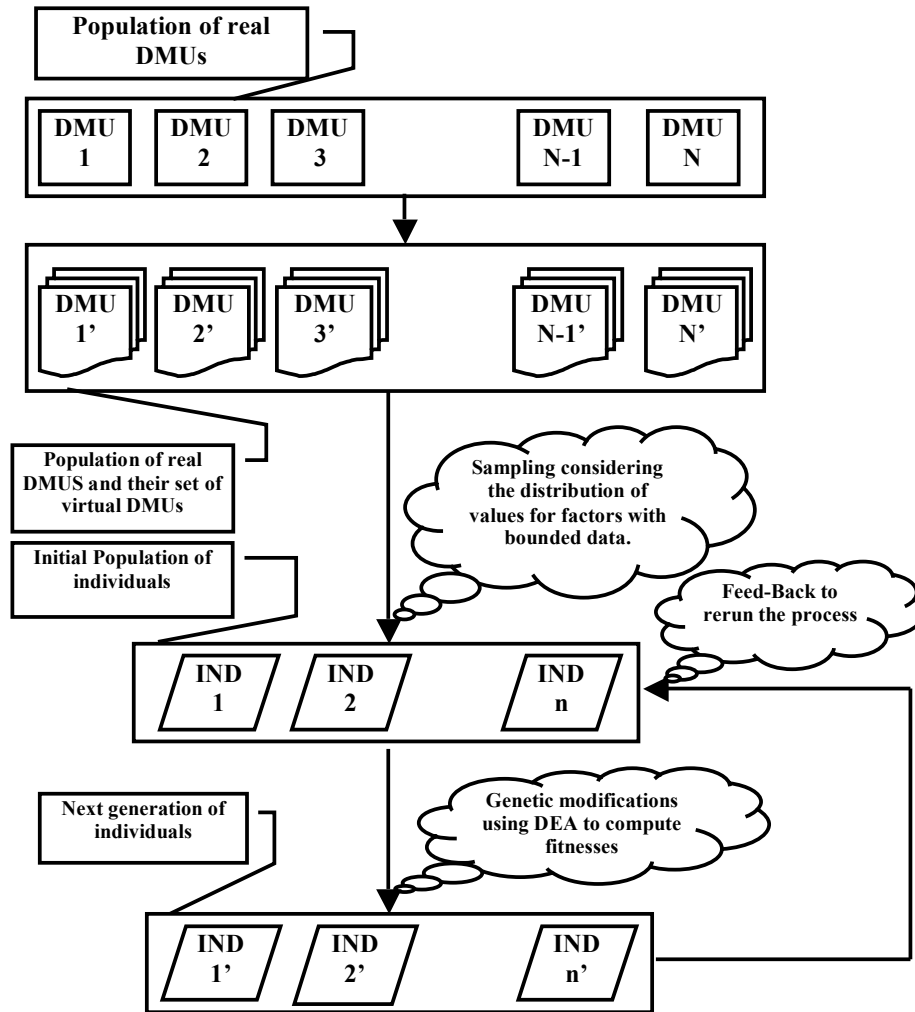 Population of real
DMUs
DMU
1
DMU
2
DMU
3
DMU
N-1
DMU
N
DMU
1’
DMU
2’
DMU
3’
DMU
N-1’
DMU
N’
Population of real
DMUS and their set of
virtual DMUs
Sampling considering
the distribution of
values for factors with
bounded data.
Initial Population of
individuals
Feed-Back to
rerun the process
IND
1
IND
2
IND
n
Next generation of
individuals
Genetic modifications
using DEA to compute
fitnesses
IND
1’
IND
2’
IND
n’